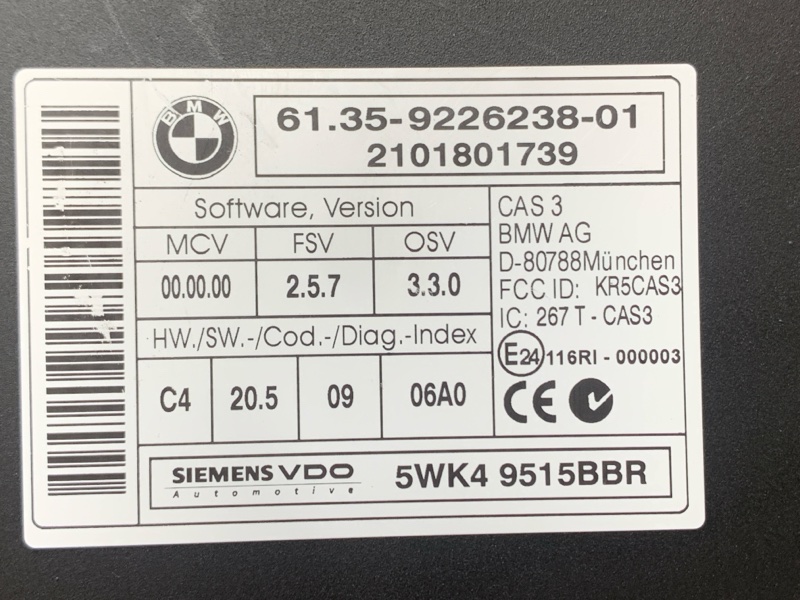 BMW
61.35-9226238-01
2101801739
Software, Version
MCV FSV OSV
00.00.00 2.5.7 3.3.0
HW./SW.-/Cod.-/Diag.-Index
C4 20.5 09 06A0
CAS 3
BMW AG
D-80788München
FCC ID: KR5CAS3
IC: 267 T - CAS3
E24 116RI - 000003
CE
SIEMENS VDO
Automotive
5WK4 9515BBR